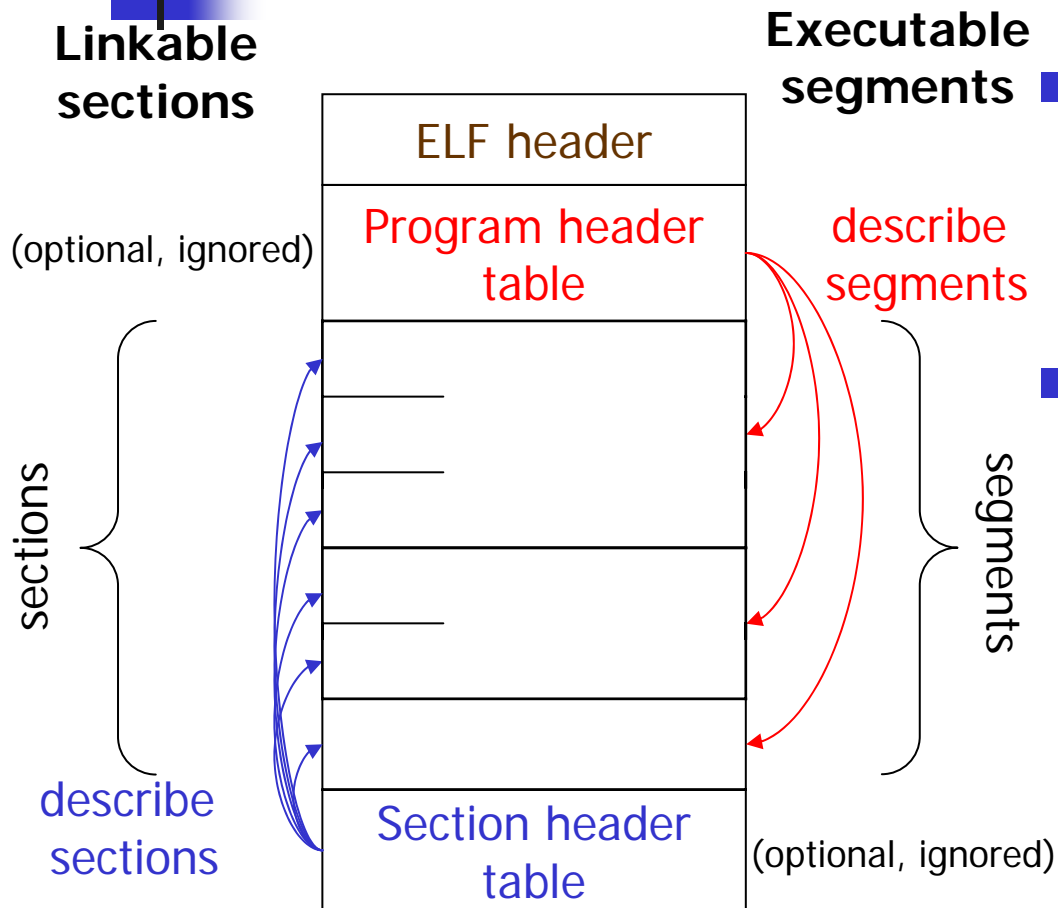 Linkable
sections
Executable
segments
ELF header
(optional, ignored)
Program header
table
describe
segments
sections
segments
describe
sections
Section header
table
(optional, ignored)